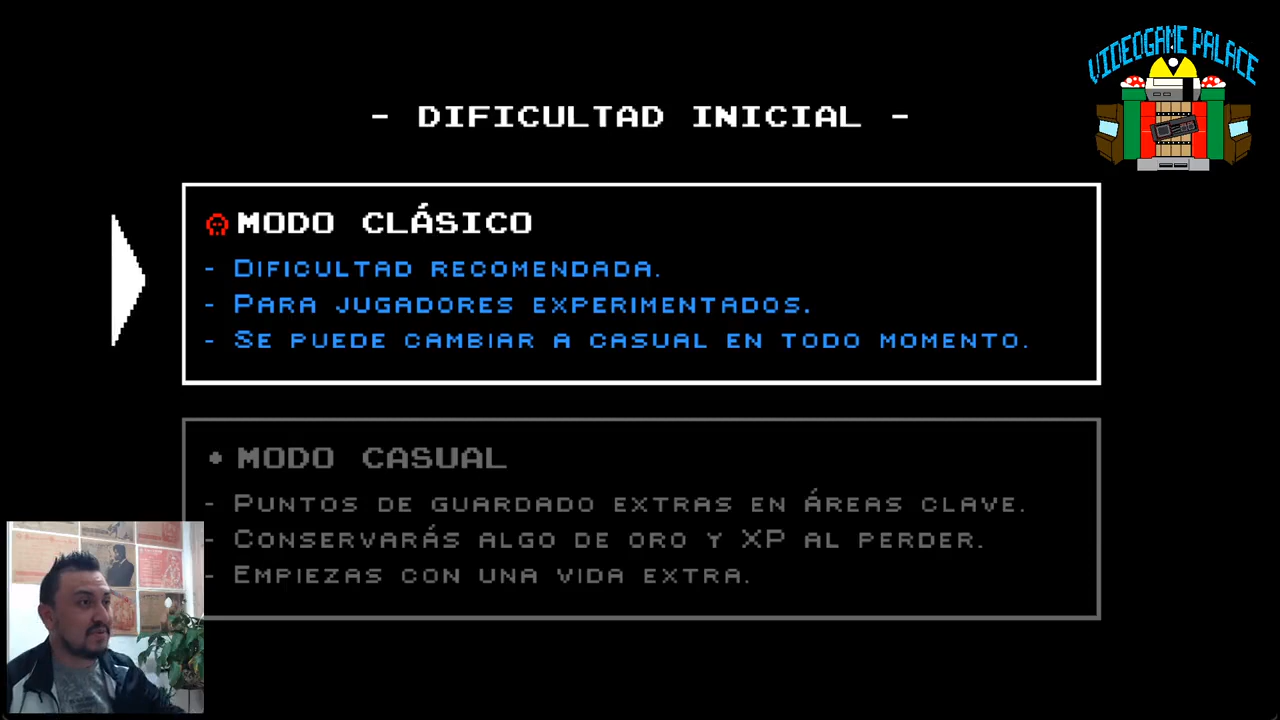 VIDEOGAME PALACE
- DIFICULTAD INICIAL -
MODO CLÁSICO
- DIFICULTAD RECOMENDADA.
- PARA JUGADORES EXPERIMENTADOS.
- SE PUEDE CAMBIAR A CASUAL EN TODO MOMENTO.
• MODO CASUAL
- PUNTOS DE GUARDADO EXTRAS EN ÁREAS CLAVE.
- CONSERVARÁS ALGO DE ORO Y XP AL PERDER.
- EMPIEZAS CON UNA VIDA EXTRA.